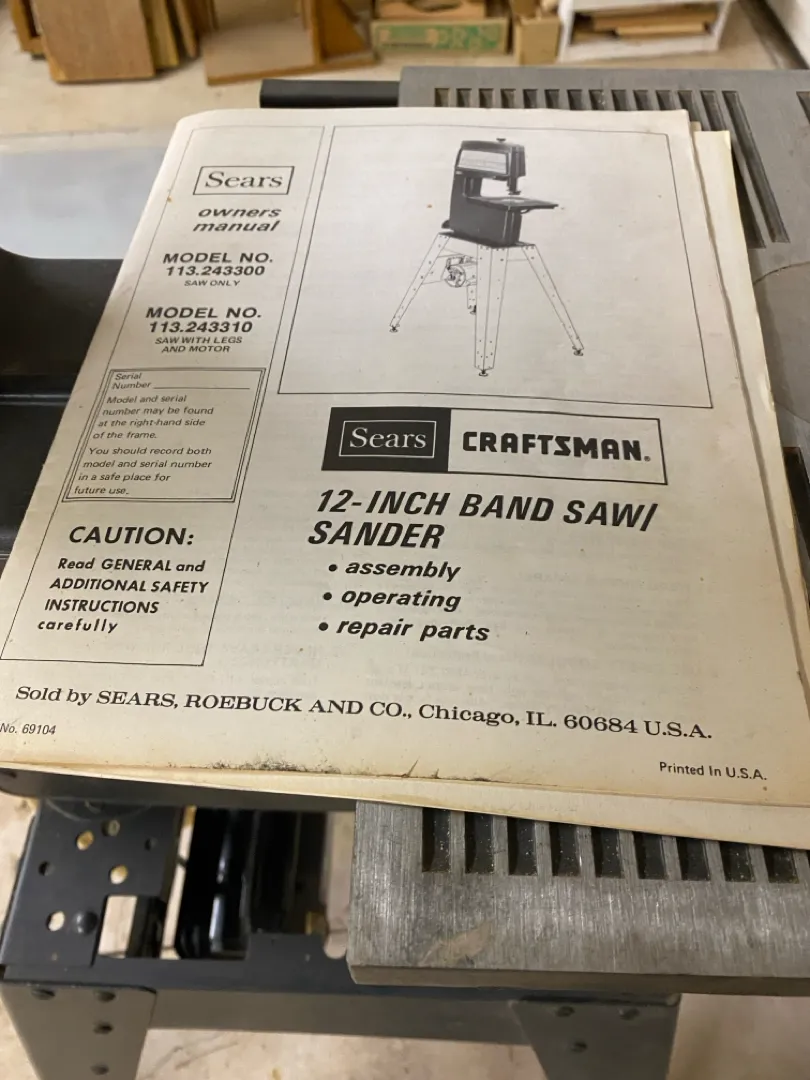 Sears
owners
manual
MODEL NO.
113.243300
SAW ONLY
MODEL NO.
113.243310
SAW WITH LEGS
AND MOTOR
Serial
Number
Model and serial
number may be found
at the right-hand side
of the frame.
You should record both
model and serial number
in a safe place for
future use.
CAUTION:
Read GENERAL and
ADDITIONAL SAFETY
INSTRUCTIONS
carefully
Sears CRAFTSMAN®
12-INCH BAND SAW/
SANDER
• assembly
• operating
• repair parts
Sold by SEARS, ROEBUCK AND CO., Chicago, IL. 60684 U.S.A.
No. 69104
Printed In U.S.A.